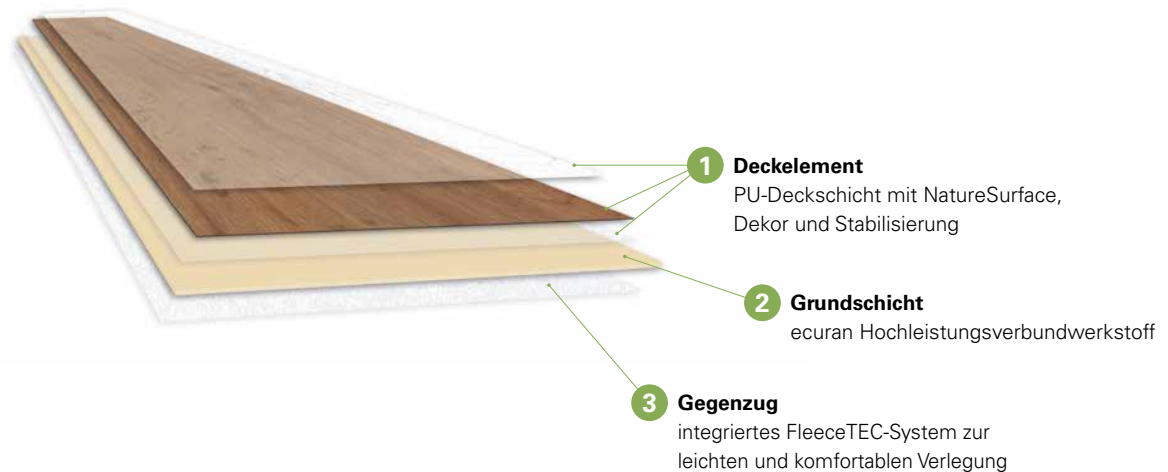 1 Deckelement
PU-Deckschicht mit NatureSurface,
Dekor und Stabilisierung
2 Grundschicht
ecuran Hochleistungsverbundwerkstoff
3 Gegenzug
integriertes FleeceTEC-System zur
leichten und komfortablen Verlegung